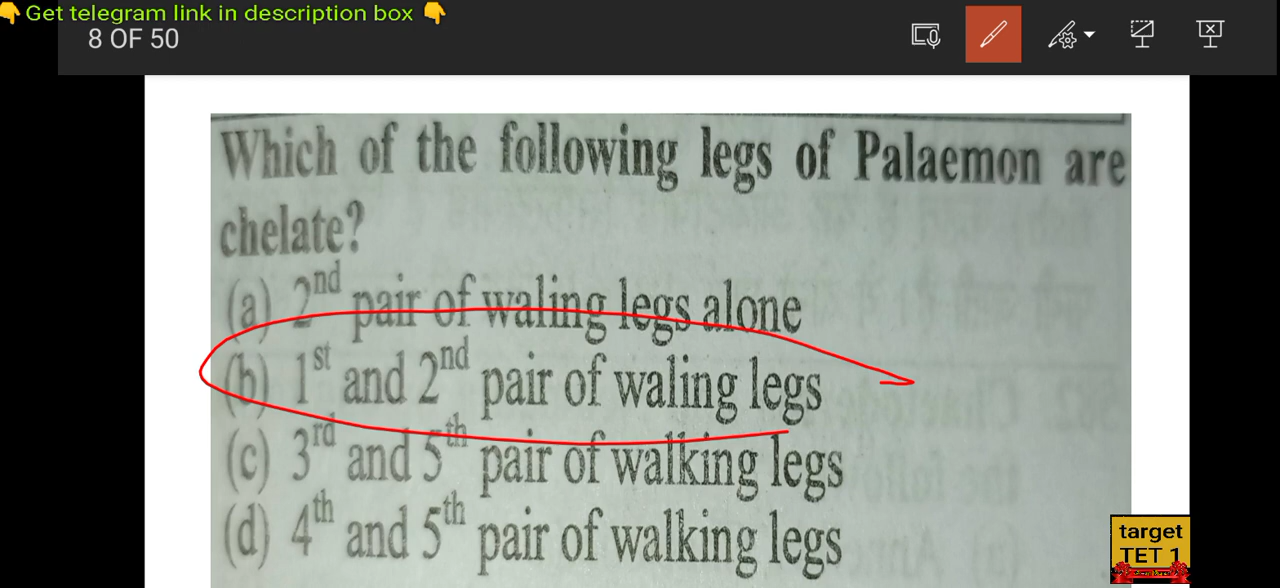 👇 Get telegram link in description box 👇
8 OF 50
Which of the following legs of Palaemon are
chelate?
(a) 2nd pair of waling legs alone
(b) 1st and 2nd pair of waling legs
(c) 3rd and 5th pair of walking legs
(d) 4th and 5th pair of walking legs
target
TET 1